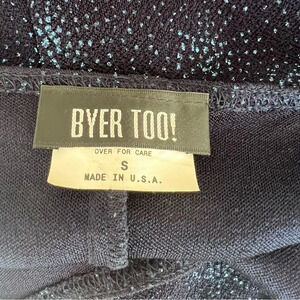 BYER TOO!
OVER FOR CARE
S
MADE IN U.S.A.